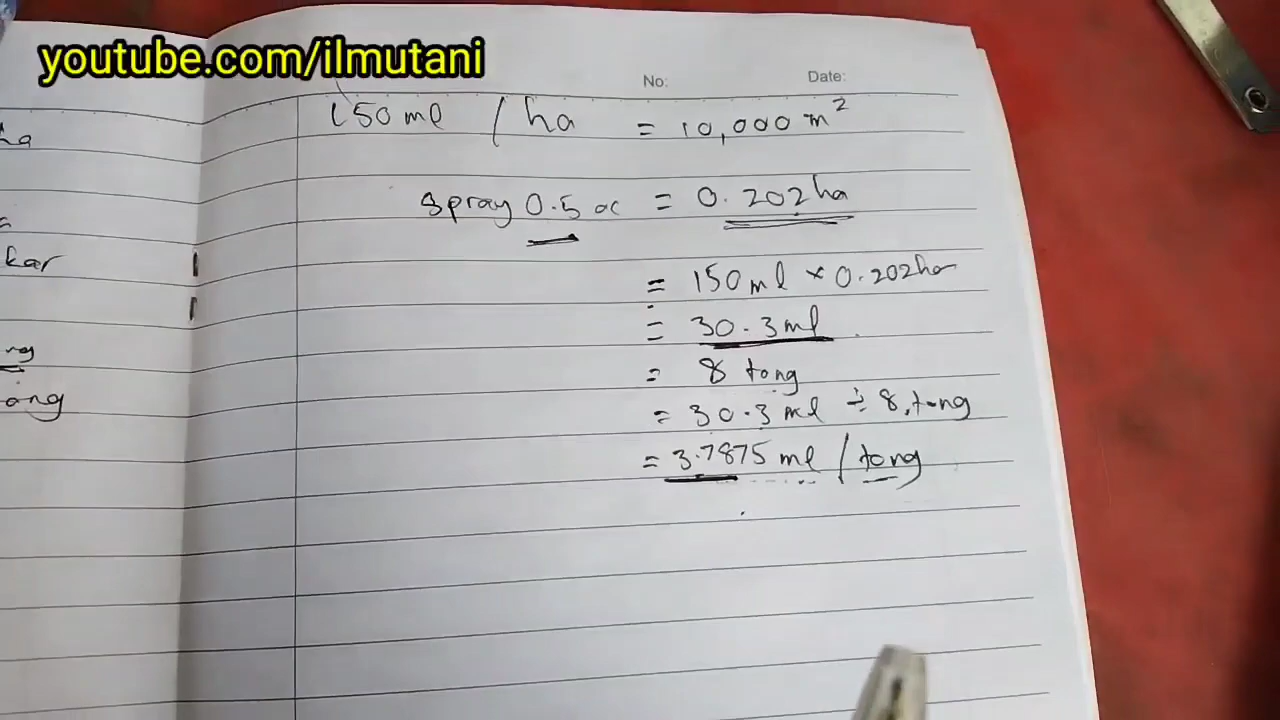 youtube.com/ilmutani
No: Date:
150 ml / ha = 10,000 m²
spray 0.5 ac = 0.202 ha
= 150 ml × 0.202 ha
= 30.3 ml
= 8 tong
= 30.3 ml ÷ 8 tong
= 3.7875 ml / tong
ha
kar
ng
ong